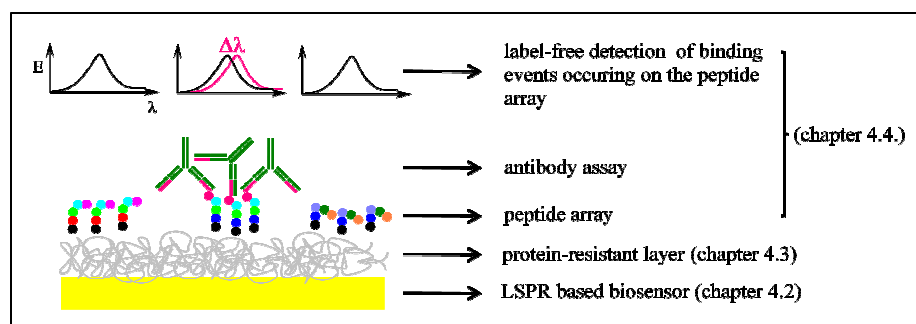 Δλ
E
λ
label-free detection of binding
events occuring on the peptide
array
(chapter 4.4.)
antibody assay
peptide array
protein-resistant layer (chapter 4.3)
LSPR based biosensor (chapter 4.2)